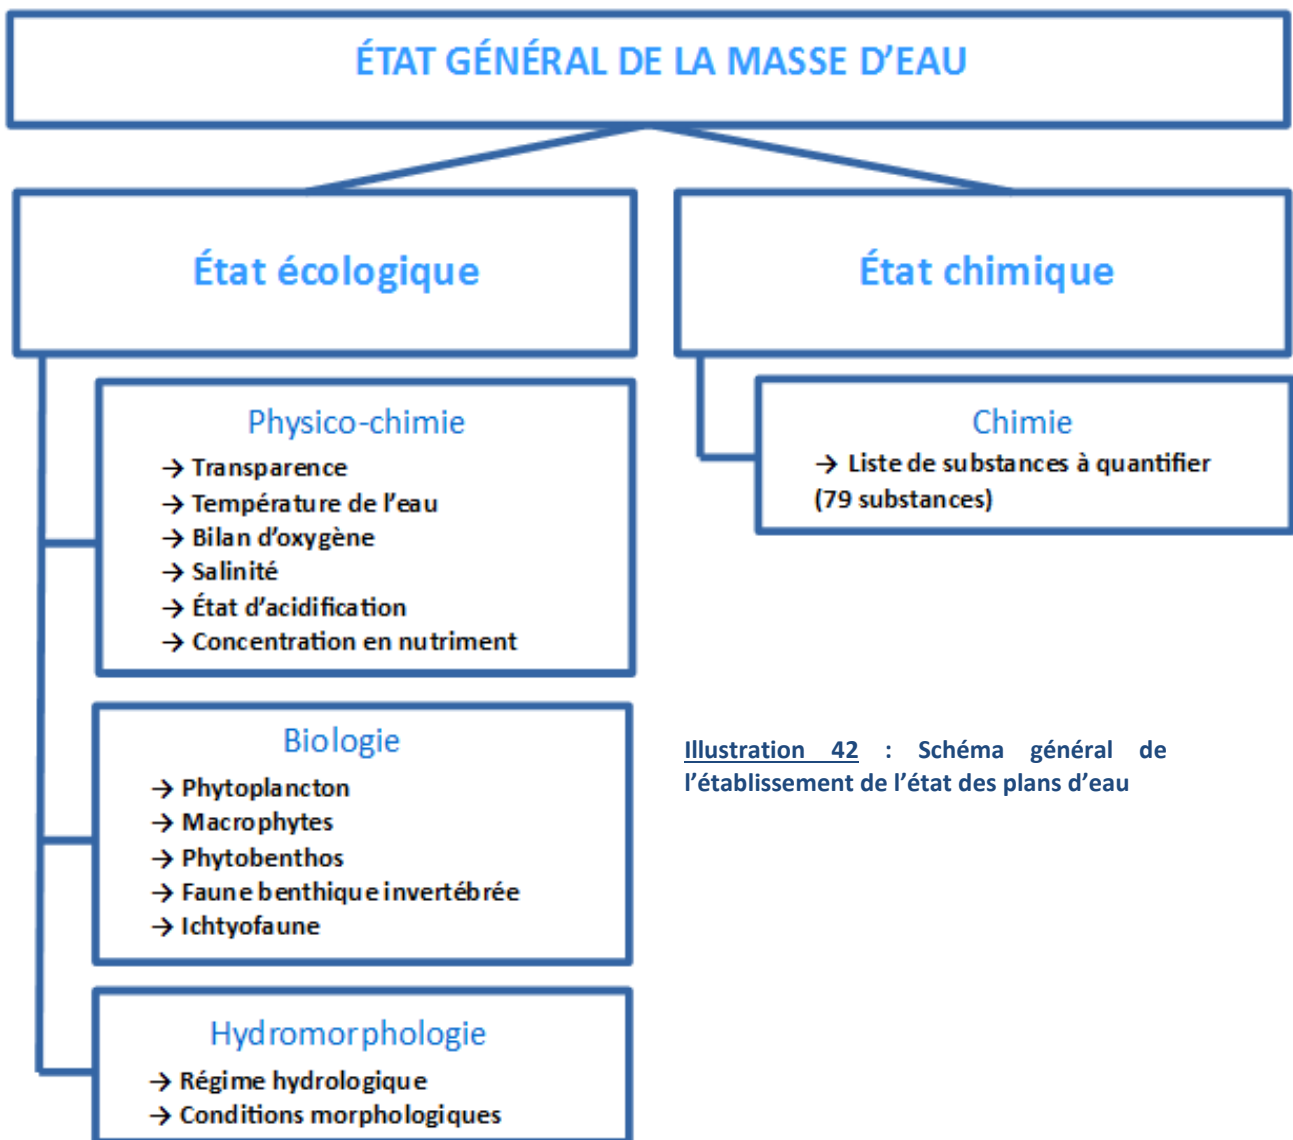 ÉTAT GÉNÉRAL DE LA MASSE D'EAU
État écologique
État chimique
Physico-chimie
→ Transparence
→ Température de l'eau
→ Bilan d'oxygène
→ Salinité
→ État d'acidification
→ Concentration en nutriment
Chimie
→ Liste de substances à quantifier
(79 substances)
Biologie
→ Phytoplancton
→ Macrophytes
→ Phytobenthos
→ Faune benthique invertébrée
→ Ichtyofaune
Illustration 42 : Schéma général de
l'établissement de l'état des plans d'eau
Hydromorphologie
→ Régime hydrologique
→ Conditions morphologiques